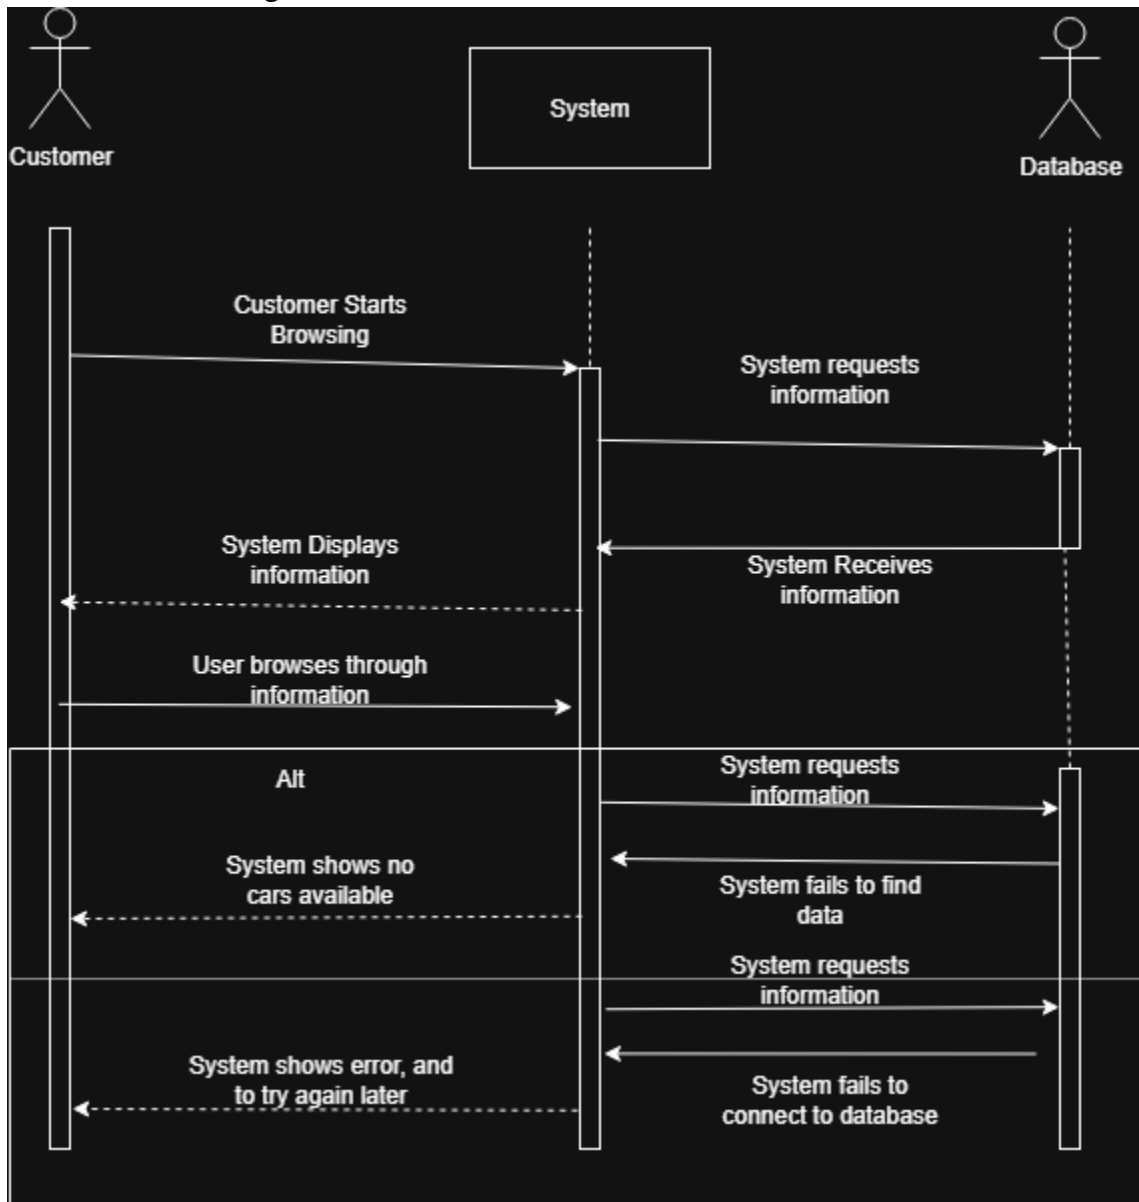 System
Customer
Database
Customer Starts
Browsing
System requests
information
System Displays
information
System Receives
information
User browses through
information
Alt
System requests
information
System shows no
cars available
System fails to find
data
System requests
information
System shows error, and
to try again later
System fails to
connect to database